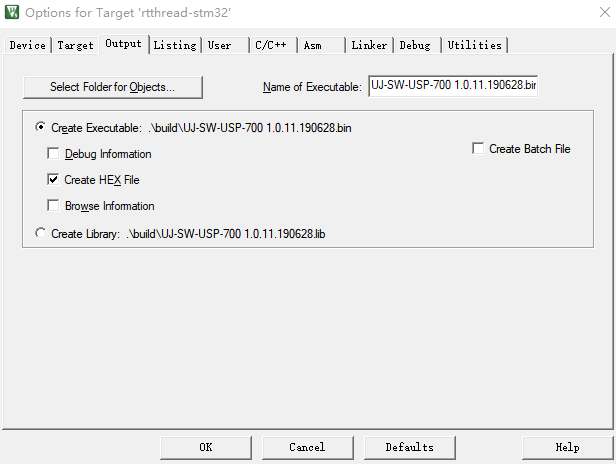 Options for Target 'rtthread-stm32'
Device Target Output Listing User C/C++ Asm Linker Debug Utilities
Select Folder for Objects... Name of Executable: UJ-SW-USP-700 1.0.11.190628.bin
Create Executable: .\build\UJ-SW-USP-700 1.0.11.190628.bin
Debug Information Create Batch File
Create HEX File
Browse Information
Create Library: .\build\UJ-SW-USP-700 1.0.11.190628.lib
OK Cancel Defaults Help